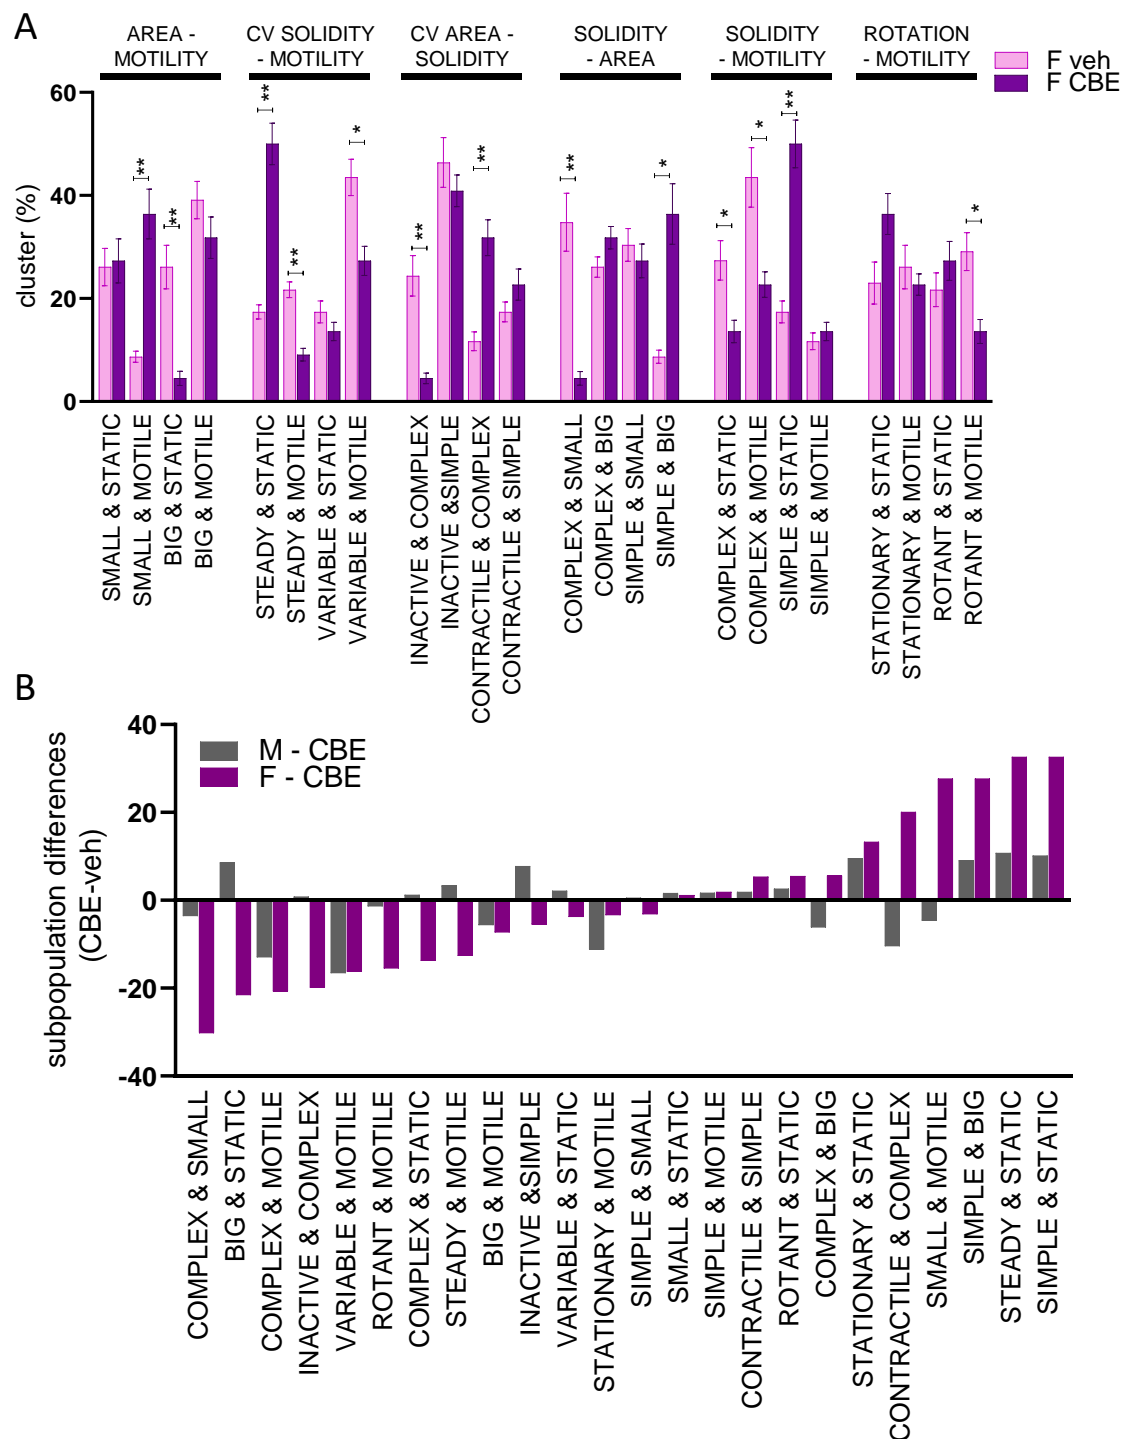 A
AREA -
MOTILITY
CV SOLIDITY
- MOTILITY
CV AREA -
SOLIDITY
SOLIDITY
- AREA
SOLIDITY
- MOTILITY
ROTATION
- MOTILITY
F veh
F CBE
cluster (%)
60
40
20
0
**
**
**
**
*
**
**
**
*
*
*
**
*
SMALL & STATIC
SMALL & MOTILE
BIG & STATIC
BIG & MOTILE
STEADY & STATIC
STEADY & MOTILE
VARIABLE & STATIC
VARIABLE & MOTILE
INACTIVE & COMPLEX
INACTIVE &SIMPLE
CONTRACTILE & COMPLEX
CONTRACTILE & SIMPLE
COMPLEX & SMALL
COMPLEX & BIG
SIMPLE & SMALL
SIMPLE & BIG
COMPLEX & STATIC
COMPLEX & MOTILE
SIMPLE & STATIC
SIMPLE & MOTILE
STATIONARY & STATIC
STATIONARY & MOTILE
ROTANT & STATIC
ROTANT & MOTILE
B
subpopulation differences
(CBE-veh)
M - CBE
F - CBE
40
20
0
-20
-40
COMPLEX & SMALL
BIG & STATIC
COMPLEX & MOTILE
INACTIVE & COMPLEX
VARIABLE & MOTILE
ROTANT & MOTILE
COMPLEX & STATIC
STEADY & MOTILE
BIG & MOTILE
INACTIVE &SIMPLE
VARIABLE & STATIC
STATIONARY & MOTILE
SIMPLE & SMALL
SMALL & STATIC
SIMPLE & MOTILE
CONTRACTILE & SIMPLE
ROTANT & STATIC
COMPLEX & BIG
STATIONARY & STATIC
CONTRACTILE & COMPLEX
SMALL & MOTILE
SIMPLE & BIG
STEADY & STATIC
SIMPLE & STATIC